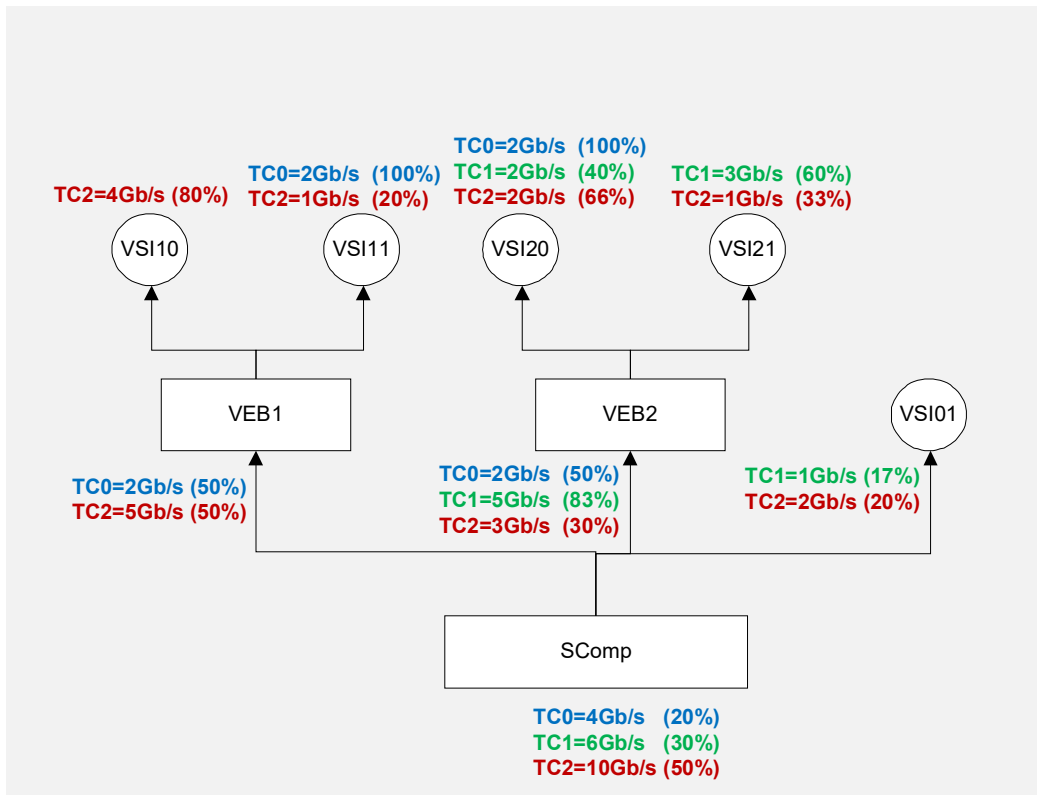 TC0=2Gb/s (100%)
TC1=2Gb/s (40%)
TC2=2Gb/s (66%)
TC0=2Gb/s (100%)
TC2=1Gb/s (20%)
TC1=3Gb/s (60%)
TC2=1Gb/s (33%)
TC2=4Gb/s (80%)
VSI10
VSI11
VSI20
VSI21
VEB1
VEB2
VSI01
TC0=2Gb/s (50%)
TC2=5Gb/s (50%)
TC0=2Gb/s (50%)
TC1=5Gb/s (83%)
TC2=3Gb/s (30%)
TC1=1Gb/s (17%)
TC2=2Gb/s (20%)
SComp
TC0=4Gb/s (20%)
TC1=6Gb/s (30%)
TC2=10Gb/s (50%)